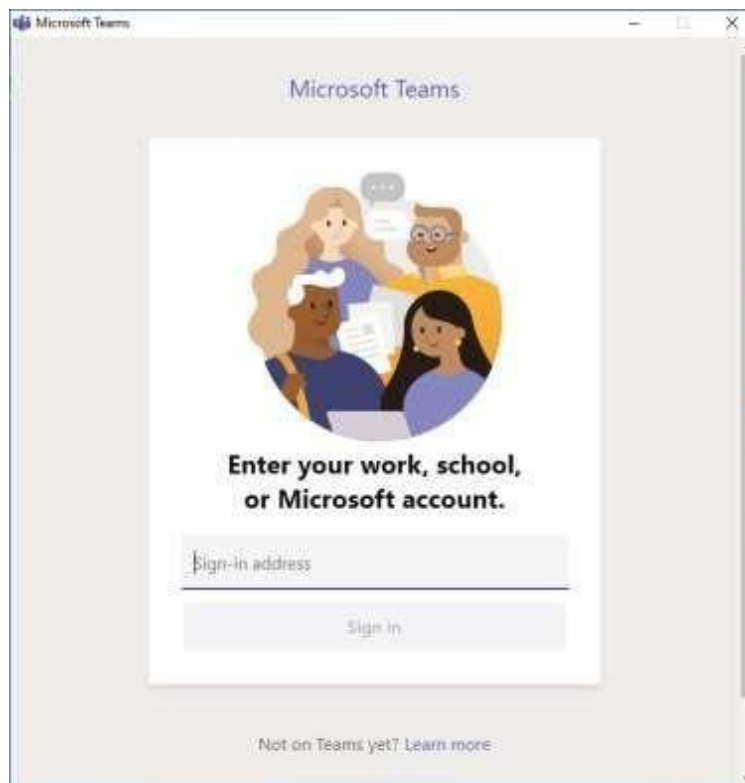 Microsoft Teams
Microsoft Teams
Enter your work, school,
or Microsoft account.
Sign-in address
Sign in
Not on Teams yet? Learn more